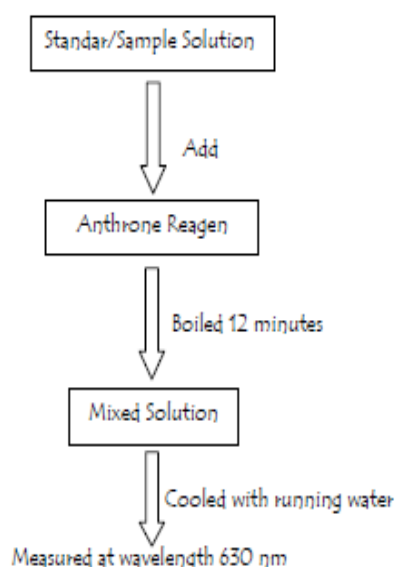 Standar/Sample Solution
Add
Anthrone Reagen
Boiled 12 minutes
Mixed Solution
Cooled with running water
Measured at wavelength 630 nm